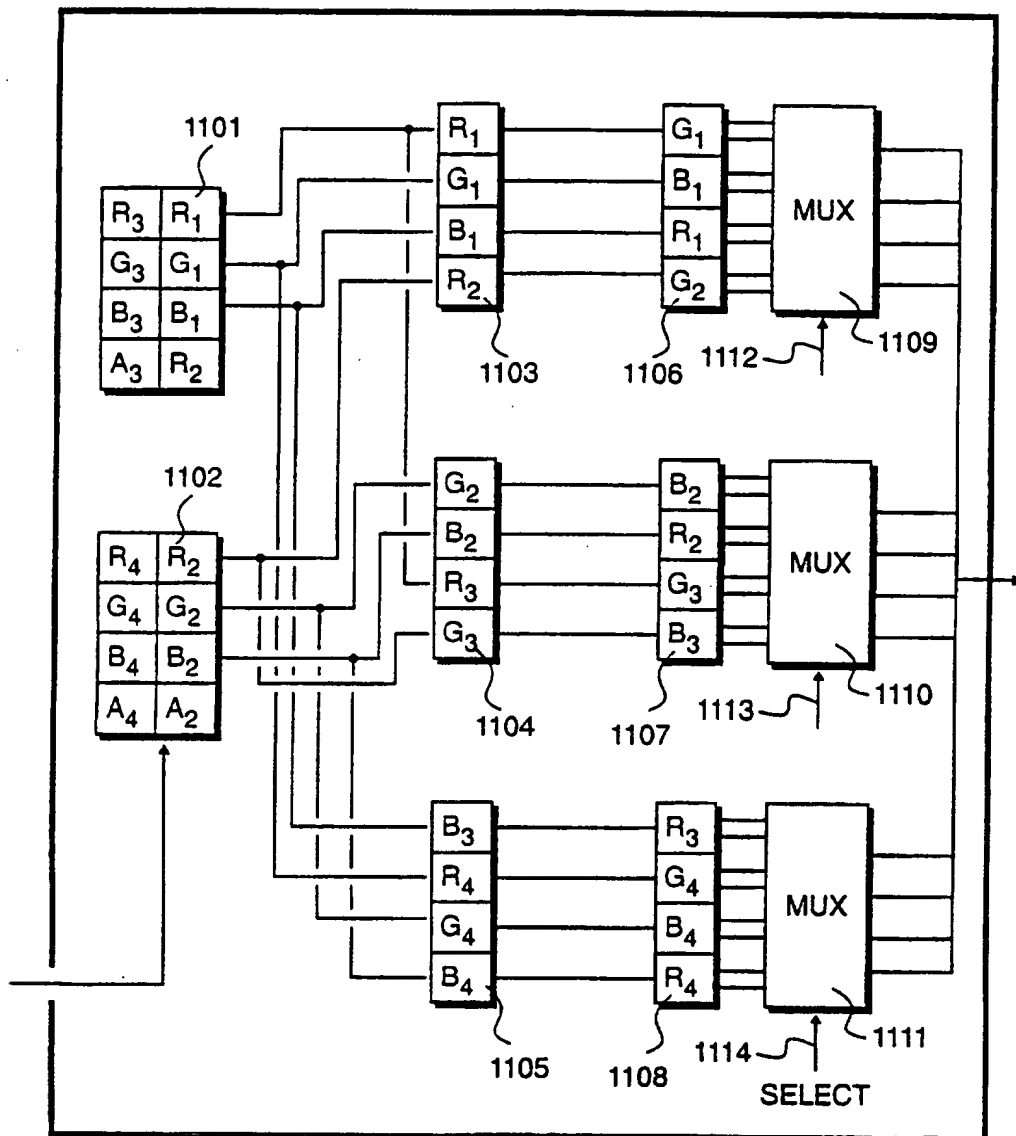 1101
R3 R1
G3 G1
B3 B1
A3 R2
1102
R4 R2
G4 G2
B4 B2
A4 A2
R1
G1
B1
R2
1103
G1
B1
R1
G2
1106
MUX
1109
1112
G2
B2
R3
G3
1104
B2
R2
G3
B3
1107
MUX
1110
1113
B3
R4
G4
B4
1105
R3
G4
B4
R4
1108
MUX
1111
1114
SELECT